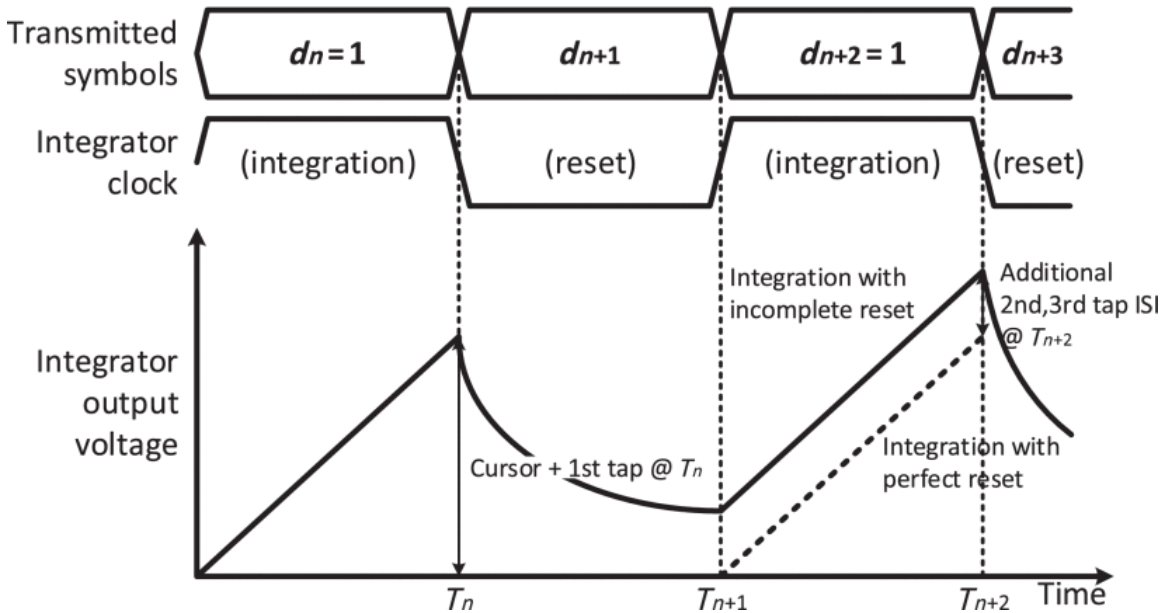 Transmitted
symbols
dn = 1
dn+1
dn+2 = 1
dn+3
Integrator
clock
(integration)
(reset)
(integration)
(reset)
Integrator
output
voltage
Integration with
incomplete reset
Additional
2nd,3rd tap ISI
@ Tn+2
Cursor + 1st tap @ Tn
Integration with
perfect reset
Tn
Tn+1
Tn+2
Time